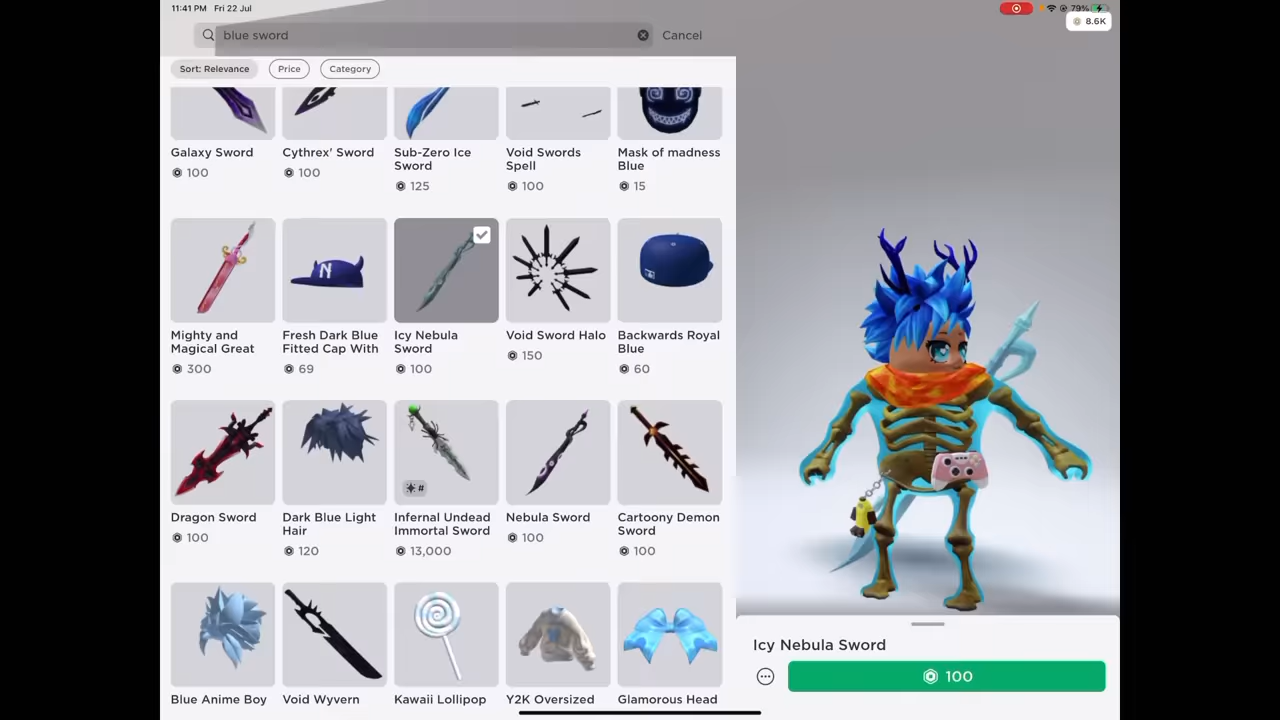 11:41 PM Fri 22 Jul
79%
8.6K
blue sword
Cancel
Sort: Relevance
Price
Category
Galaxy Sword
100
Cythrex' Sword
100
Sub-Zero Ice
Sword
125
Void Swords
Spell
100
Mask of madness
Blue
15
Mighty and
Magical Great
300
N
Fresh Dark Blue
Fitted Cap With
69
Icy Nebula
Sword
100
Void Sword Halo
150
Backwards Royal
Blue
60
Dragon Sword
100
Dark Blue Light
Hair
120
#
Infernal Undead
Immortal Sword
13,000
Nebula Sword
100
Cartoony Demon
Sword
100
Blue Anime Boy
Void Wyvern
Kawaii Lollipop
Y2K Oversized
Glamorous Head
Icy Nebula Sword
100